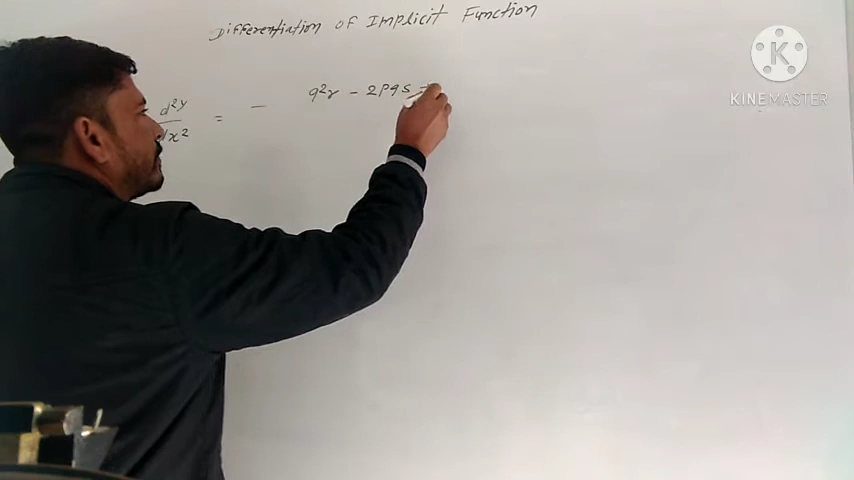 Differentiation of Implicit Function
d²y/dx² = - q²r - 2pqs
K
KINEMASTER